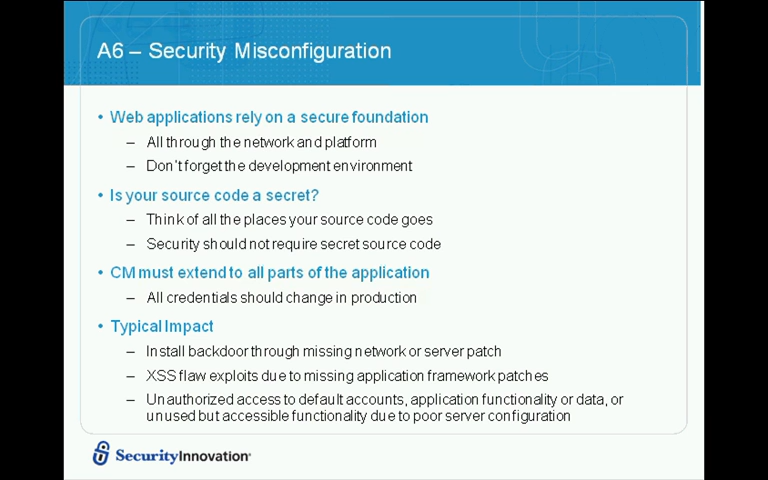 A6 – Security Misconfiguration
• Web applications rely on a secure foundation
– All through the network and platform
– Don't forget the development environment
• Is your source code a secret?
– Think of all the places your source code goes
– Security should not require secret source code
• CM must extend to all parts of the application
– All credentials should change in production
• Typical Impact
– Install backdoor through missing network or server patch
– XSS flaw exploits due to missing application framework patches
– Unauthorized access to default accounts, application functionality or data, or
unused but accessible functionality due to poor server configuration
SecurityInnovation